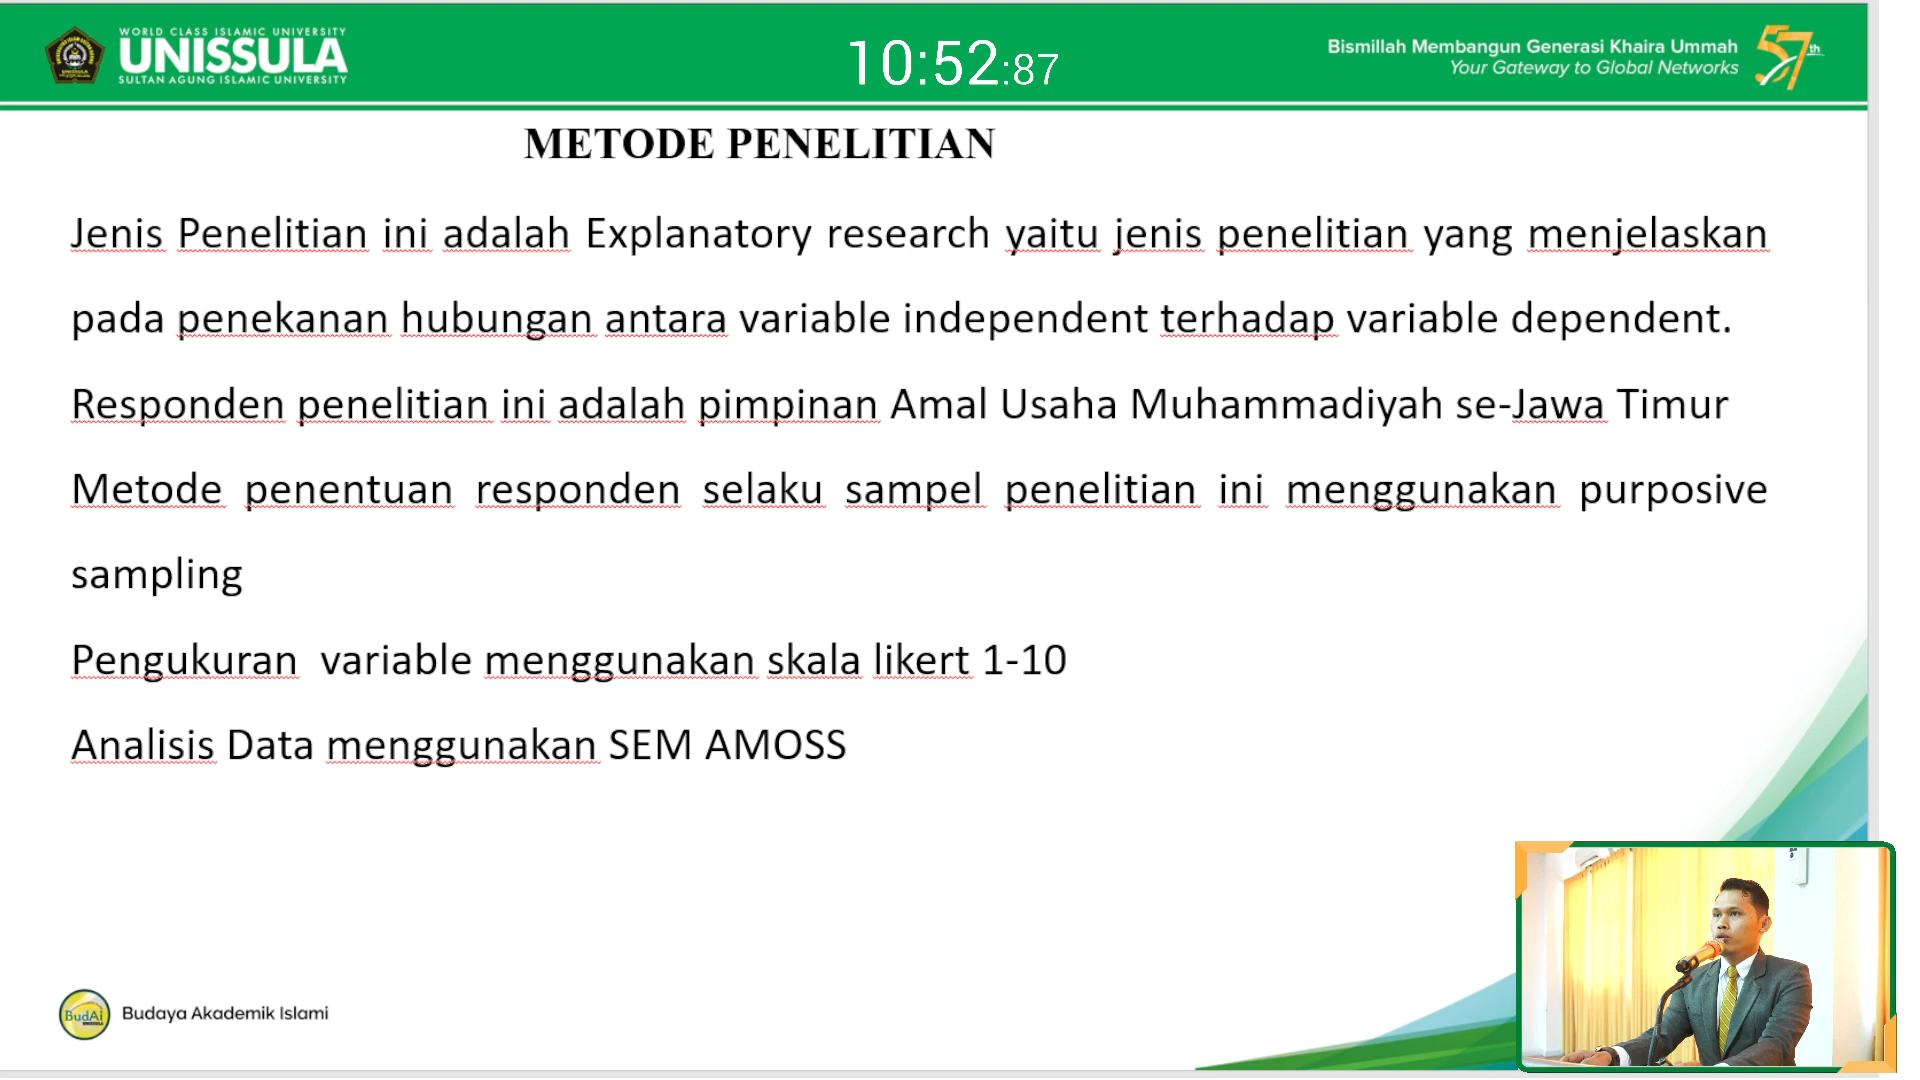 WORLD CLASS ISLAMIC UNIVERSITY
UNISSULA
SULTAN AGUNG ISLAMIC UNIVERSITY
10:52:87
Bismillah Membangun Generasi Khaira Ummah
Your Gateway to Global Networks
57th
METODE PENELITIAN
Jenis Penelitian ini adalah Explanatory research yaitu jenis penelitian yang menjelaskan
pada penekanan hubungan antara variable independent terhadap variable dependent.
Responden penelitian ini adalah pimpinan Amal Usaha Muhammadiyah se-Jawa Timur
Metode penentuan responden selaku sampel penelitian ini menggunakan purposive
sampling
Pengukuran variable menggunakan skala likert 1-10
Analisis Data menggunakan SEM AMOSS
BudAi
Budaya Akademik Islami